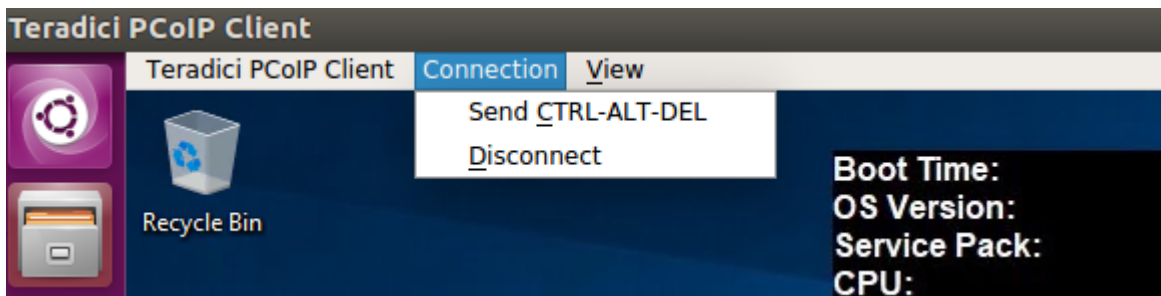 Teradici PCoIP Client
Teradici PCoIP Client Connection View
Send CTRL-ALT-DEL
Disconnect
Recycle Bin
Boot Time:
OS Version:
Service Pack:
CPU: